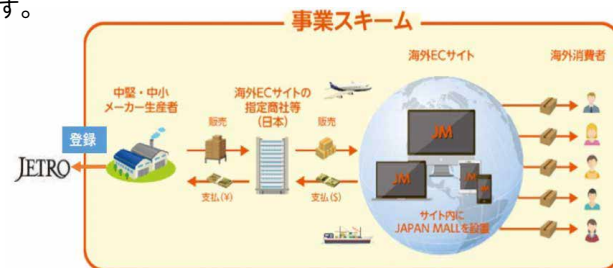 す。
事業スキーム
海外ECサイト
海外消費者
中堅・中小
メーカー生産者
海外ECサイトの
指定商社等
(日本)
販売
販売
登録
JETRO
支払(¥)
支払($)
JM
JM
JM
JM
サイト内に
JAPAN MALLを設置